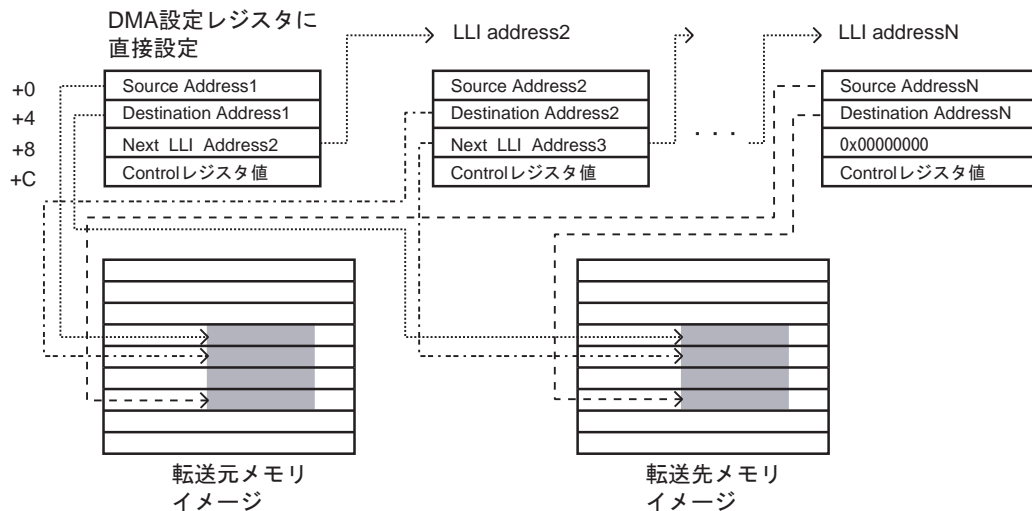 DMA設定レジスタに
直接設定
LLI address2
LLI addressN
+0
+4
+8
+C
Source Address1
Destination Address1
Next LLI Address2
Controlレジスタ値
Source Address2
Destination Address2
Next LLI Address3
Controlレジスタ値
. . .
Source AddressN
Destination AddressN
0x00000000
Controlレジスタ値
転送元メモリ
イメージ
転送先メモリ
イメージ